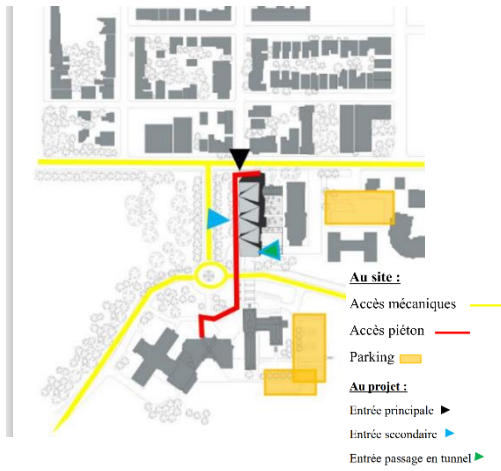 Au site :
Accès mécaniques
Accès piéton
Parking
Au projet :
Entrée principale
Entrée secondaire
Entrée passage en tunnel